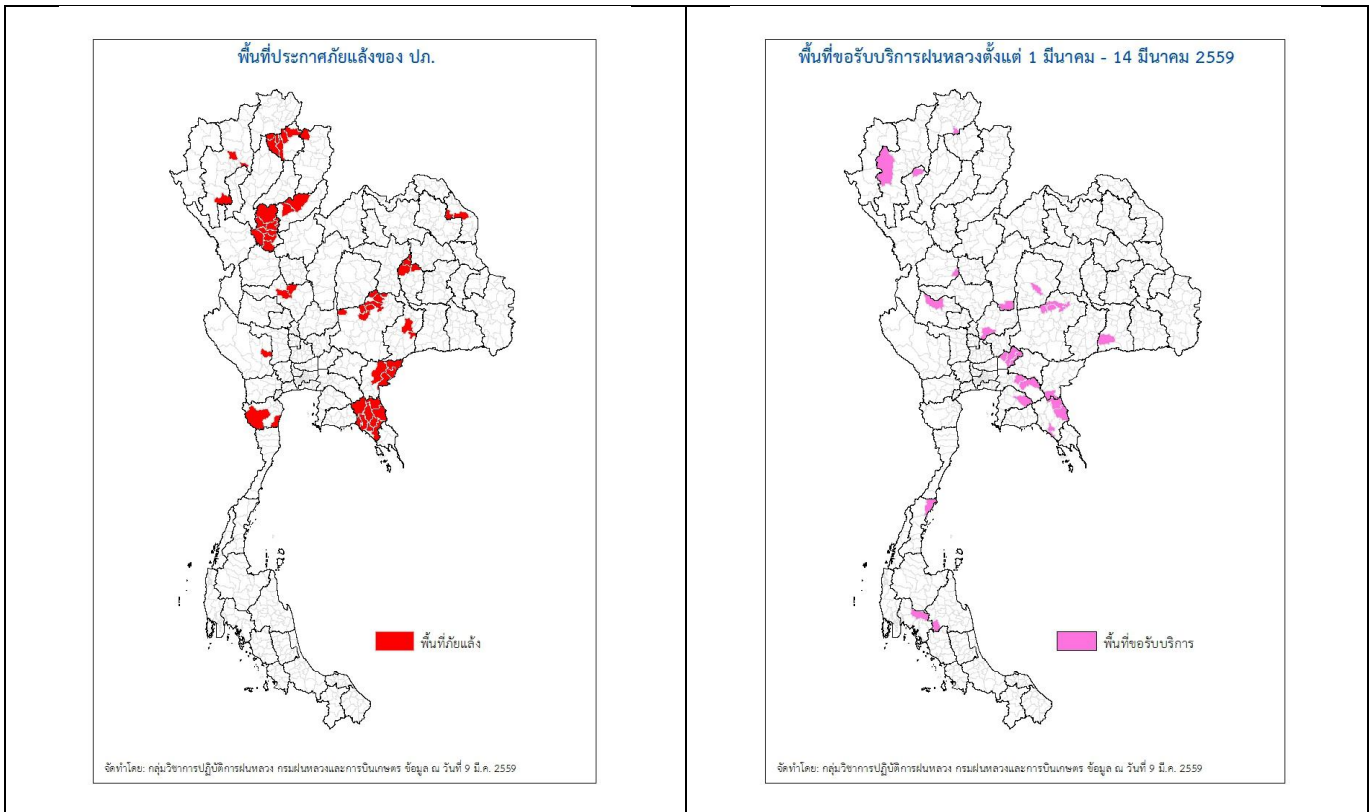 พื้นที่ประกาศภัยแล้งของ ปภ.
พื้นที่ภัยแล้ง
จัดทำโดย: กลุ่มวิชาการปฏิบัติการฝนหลวง กรมฝนหลวงและการบินเกษตร ข้อมูล ณ วันที่ 9 มี.ค. 2559
พื้นที่ขอรับบริการฝนหลวงตั้งแต่ 1 มีนาคม - 14 มีนาคม 2559
พื้นที่ขอรับบริการ
จัดทำโดย: กลุ่มวิชาการปฏิบัติการฝนหลวง กรมฝนหลวงและการบินเกษตร ข้อมูล ณ วันที่ 9 มี.ค. 2559